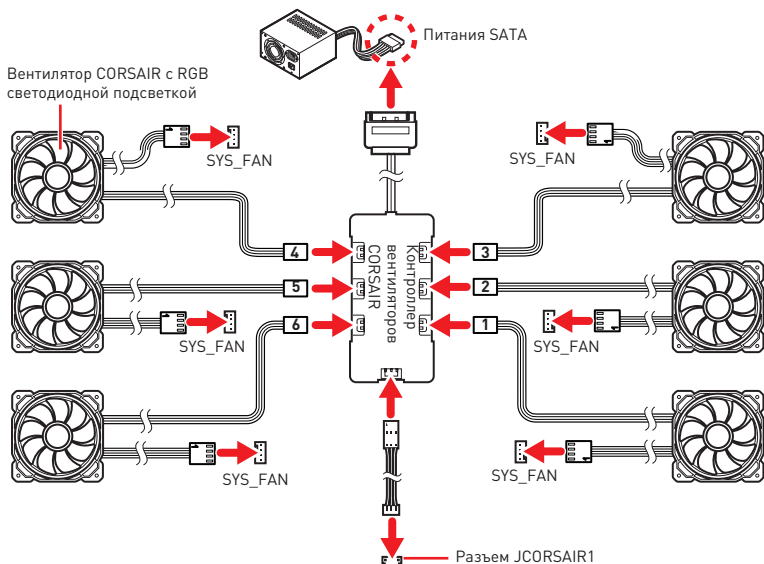 Питания SATA
Вентилятор CORSAIR с RGB
светодиодной подсветкой
SYS_FAN
SYS_FAN
4
3
5
2
6
1
Контроллер
вентиляторов
CORSAIR
SYS_FAN
SYS_FAN
SYS_FAN
SYS_FAN
Разъем JCORSAIR1